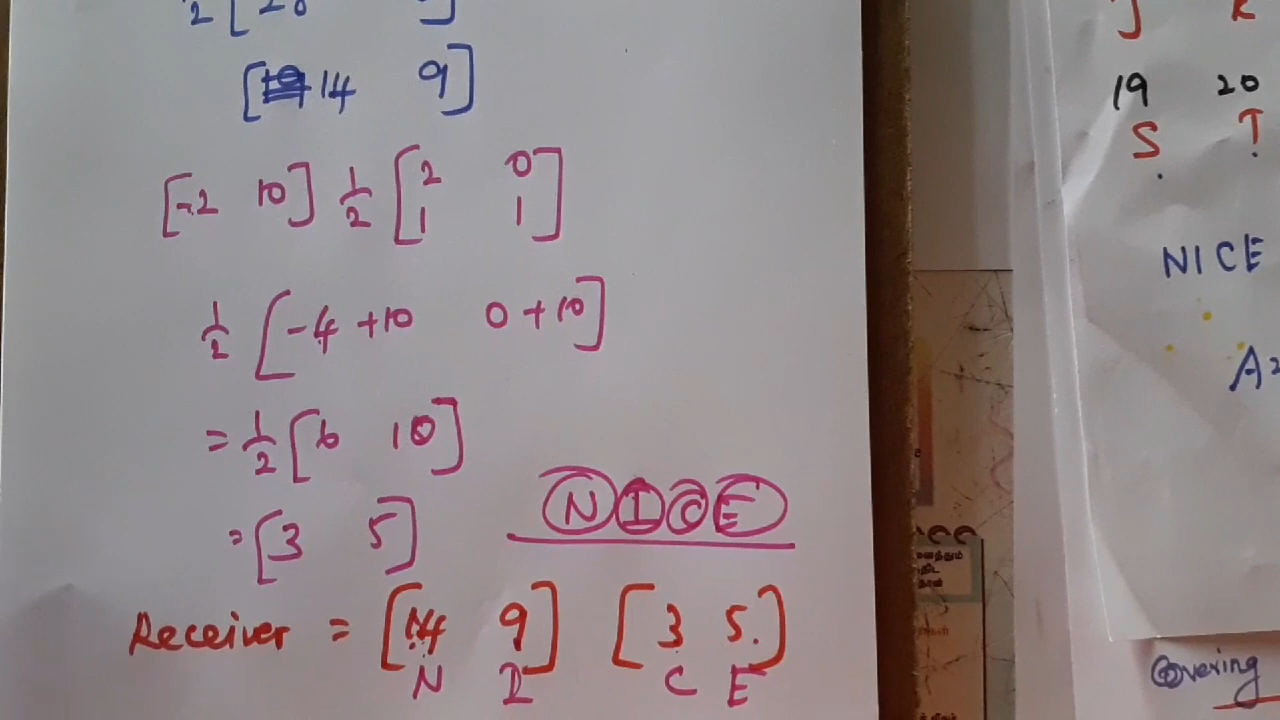 [14 9]
[-2 10] 1/2 [2 0
1 1]
1/2 [-4 +10 0 + 10]
= 1/2 [6 10]
= [3 5]
NICE
Receiver = [14 9] [3 5.]
N I C E
19 20
S T
NICE
Covering